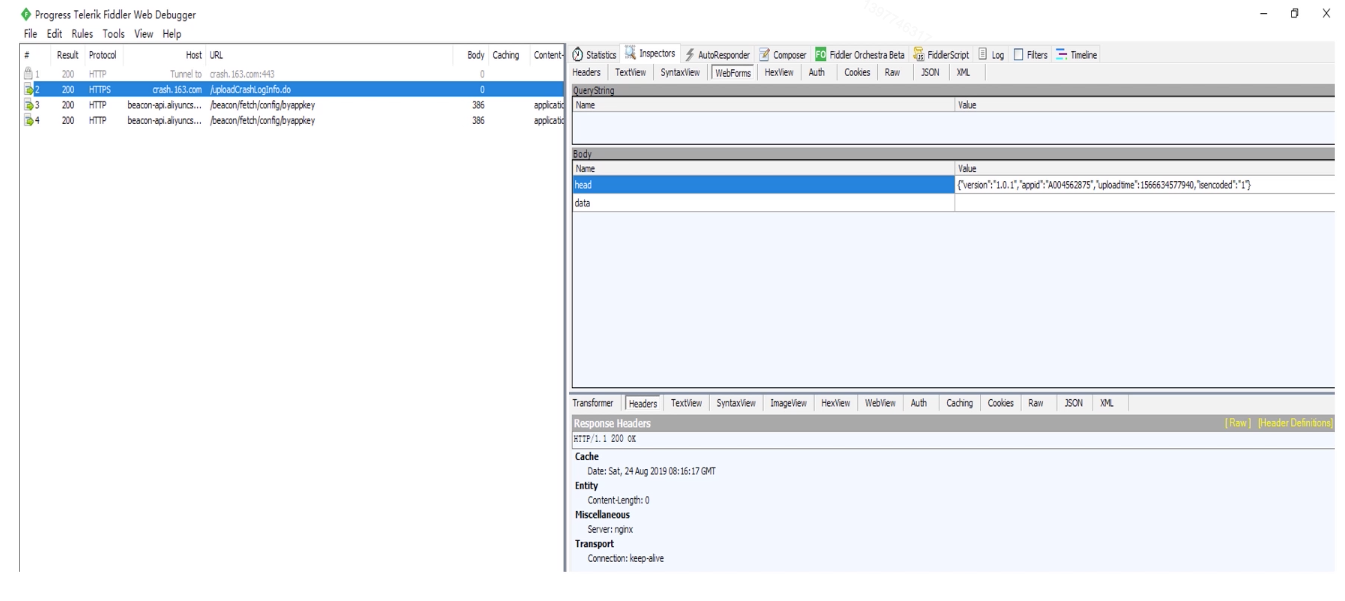 Progress Telerik Fiddler Web Debugger
File Edit Rules Tools View Help
# Result Protocol Host URL Body Caching Content-
1 200 HTTP Tunnel to crash.163.com:443 0
2 200 HTTPS crash.163.com /uploadCrashLogInfo.do 0
3 200 HTTP beacon-api.aliyuncs... /beacon/fetch/config/byappkey 386 applicatic
4 200 HTTP beacon-api.aliyuncs... /beacon/fetch/config/byappkey 386 applicatic
Statistics Inspectors AutoResponder Composer FO Fiddler Orchestra Beta FiddlerScript Log Filters Timeline
Headers TextView SyntaxView WebForms HexView Auth Cookies Raw JSON XML
QueryString
Name Value
Body
Name Value
head {"version":"1.0.1","appid":"A004562875","uploadtime":1566634577940,"isencoded":"1"}
data
Transformer Headers TextView SyntaxView ImageView HexView WebView Auth Caching Cookies Raw JSON XML
Response Headers [Raw] [Header Definitions]
HTTP/1.1 200 OK
Cache
Date: Sat, 24 Aug 2019 08:16:17 GMT
Entity
Content-Length: 0
Miscellaneous
Server: nginx
Transport
Connection: keep-alive